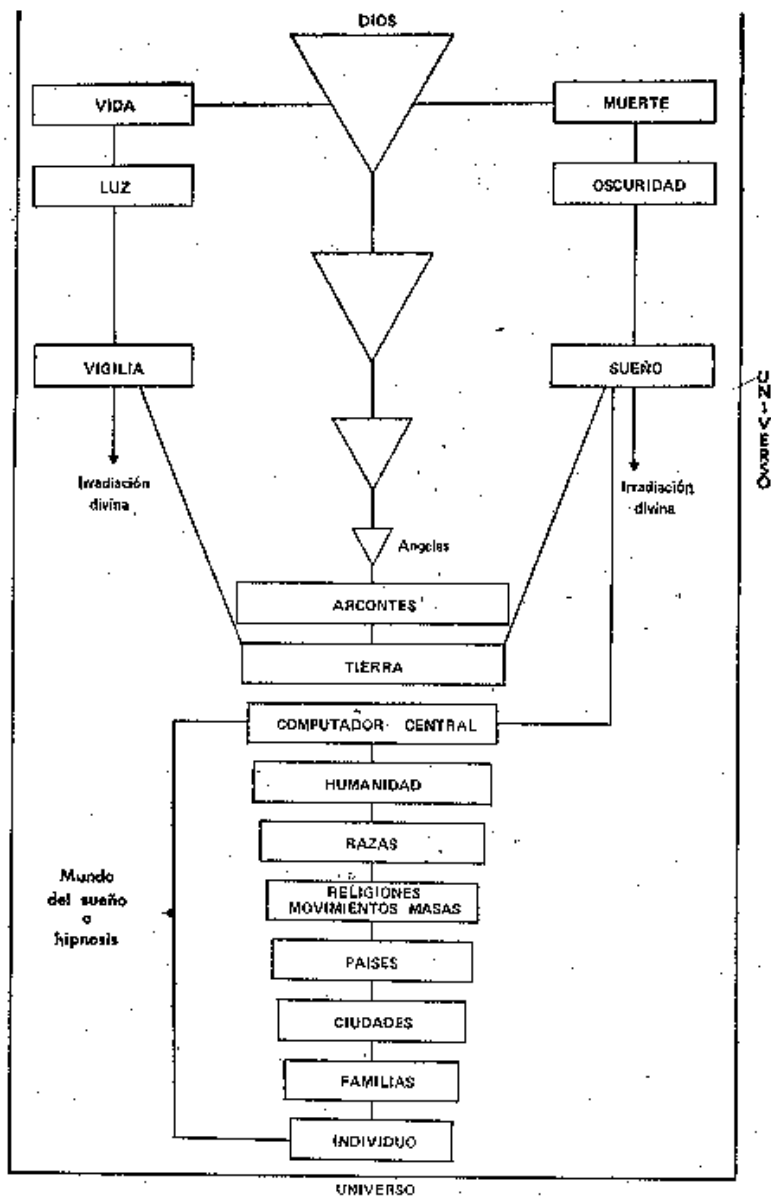 DIOS
VIDA
MUERTE
LUZ
OSCURIDAD
VIGILIA
SUEÑO
UNIVERSO
Irradiación
divina
Irradiación
divina
Angeles
ARCONTES
TIERRA
COMPUTADOR CENTRAL
HUMANIDAD
RAZAS
RELIGIONES
MOVIMIENTOS MASAS
Mundo
del sueño
o
hipnosis
PAISES
CIUDADES
FAMILIAS
INDIVIDUO
UNIVERSO